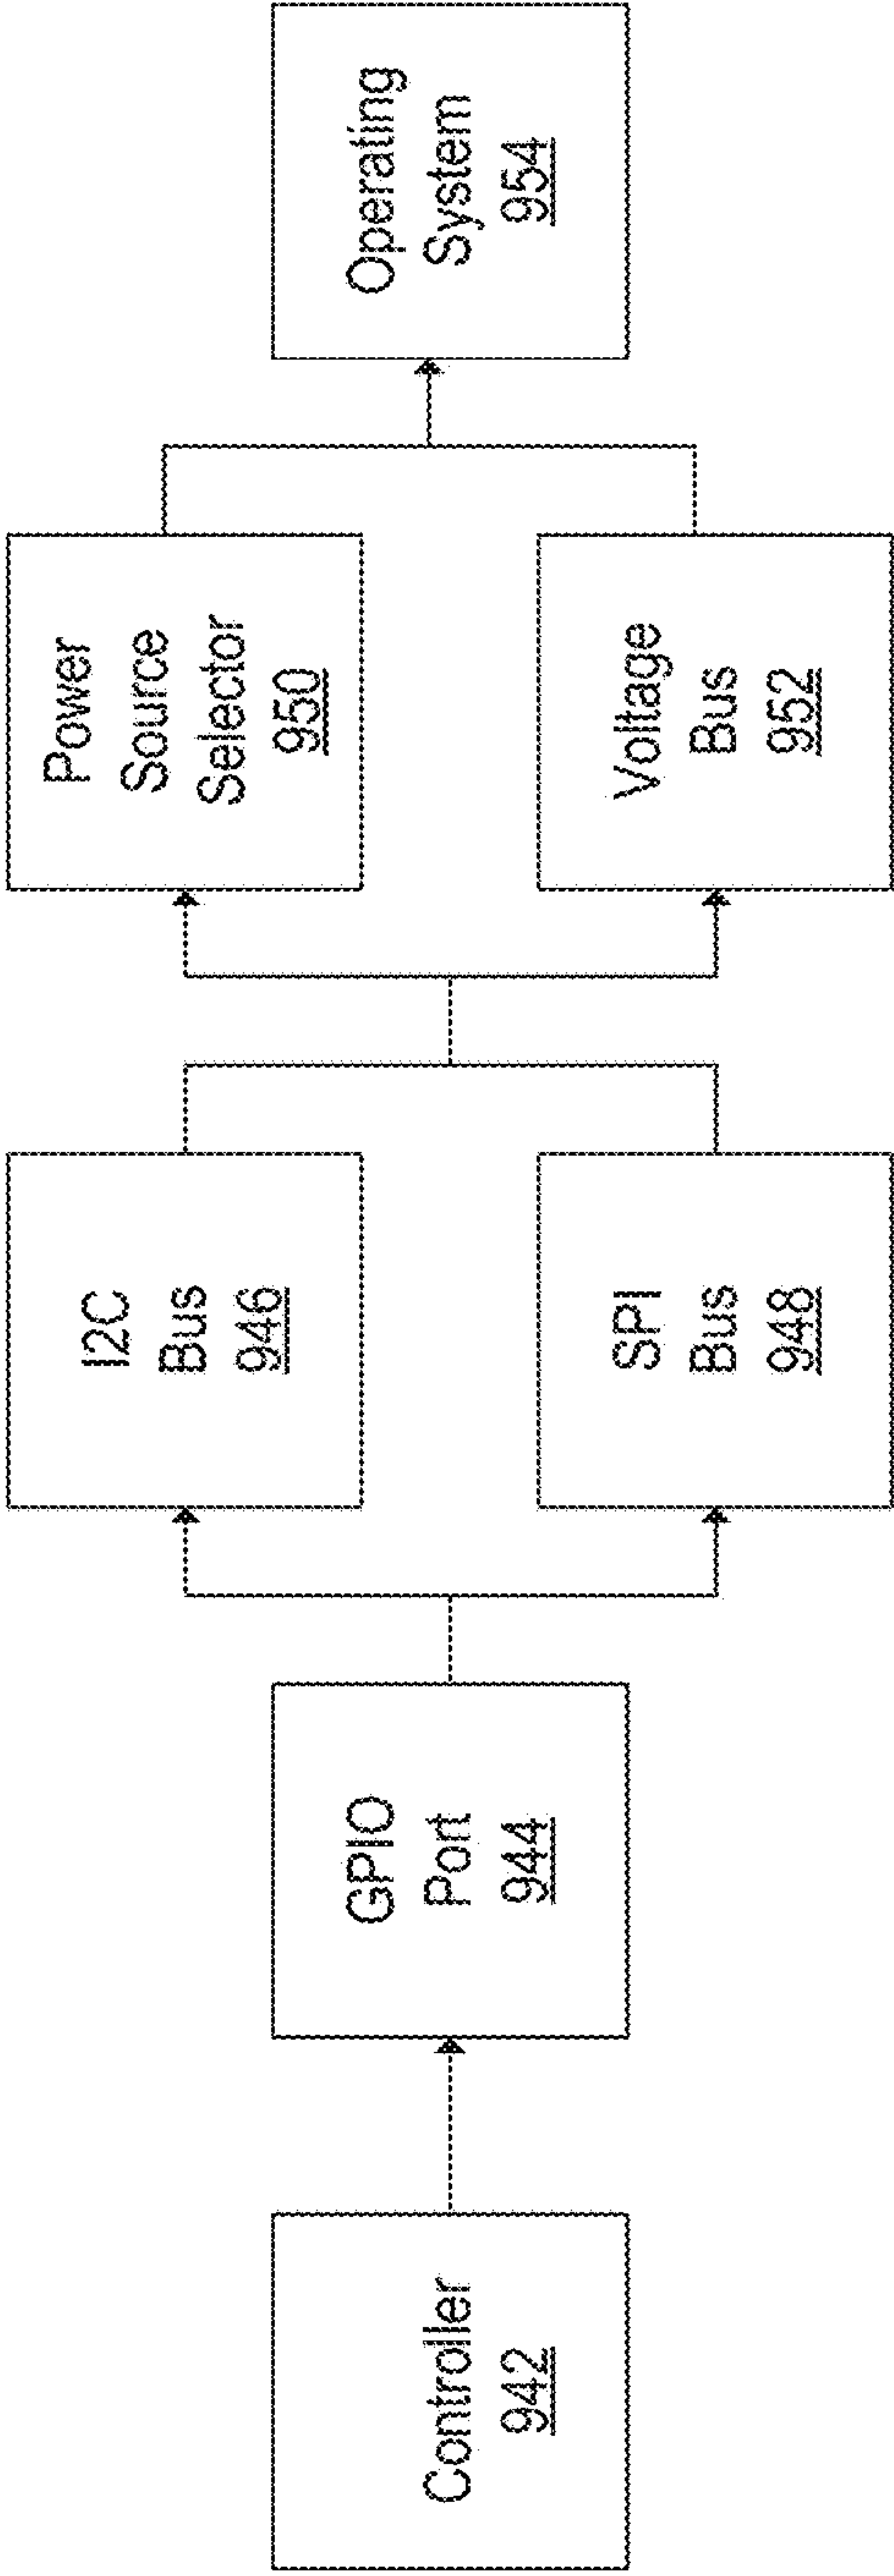 Controller
942
GPIO
Port
944
I2C
Bus
946
SPI
Bus
948
Power
Source
Selector
950
Voltage
Bus
952
Operating
System
954